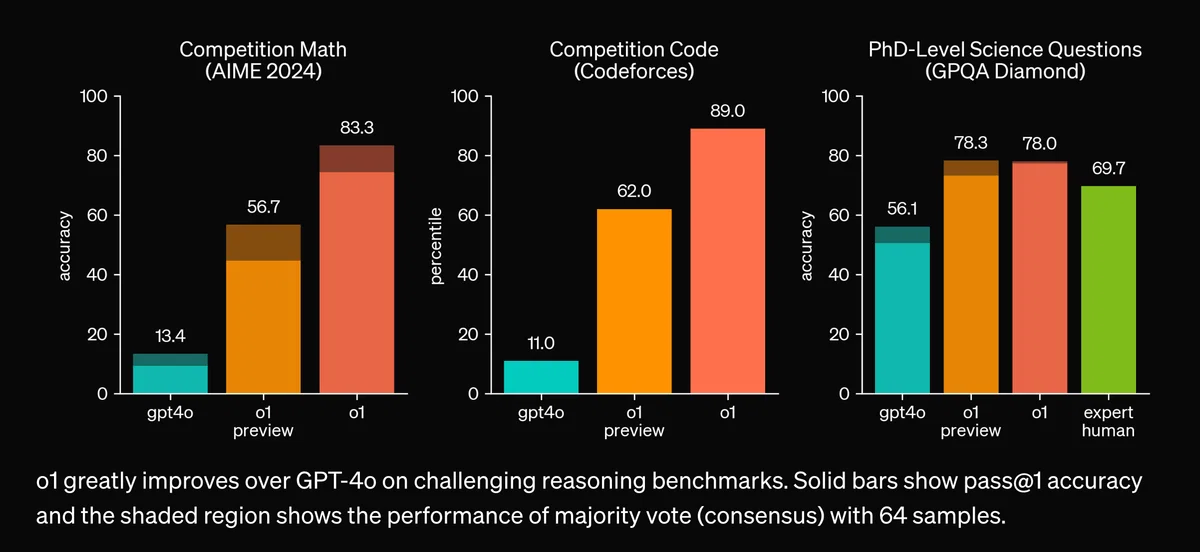 Competition Math
(AIME 2024)
100
80
60
40
20
0
accuracy
13.4
56.7
83.3
gpt4o
o1
preview
o1
Competition Code
(Codeforces)
100
80
60
40
20
0
percentile
11.0
62.0
89.0
gpt4o
o1
preview
o1
PhD-Level Science Questions
(GPQA Diamond)
100
80
60
40
20
0
accuracy
56.1
78.3
78.0
69.7
gpt4o
o1
preview
o1
expert
human
o1 greatly improves over GPT-4o on challenging reasoning benchmarks. Solid bars show pass@1 accuracy
and the shaded region shows the performance of majority vote (consensus) with 64 samples.